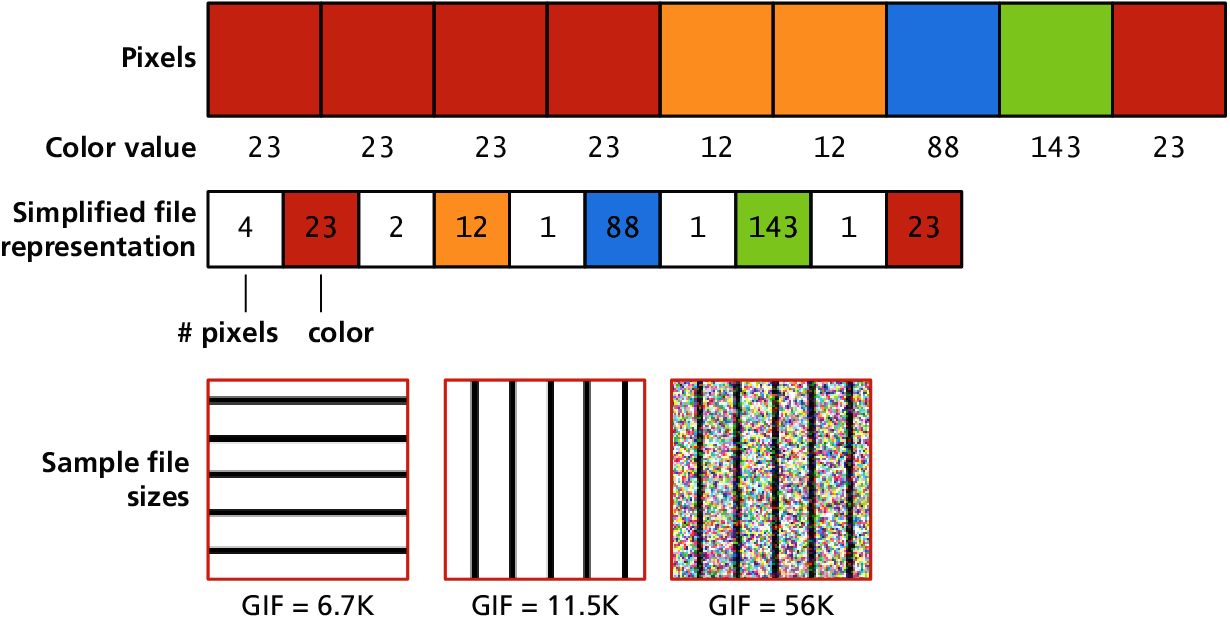 Pixels
Color value 23 23 23 23 12 12 88 143 23
Simplified file
representation
4 23 2 12 1 88 1 143 1 23
# pixels color
Sample file
sizes
GIF = 6.7K GIF = 11.5K GIF = 56K